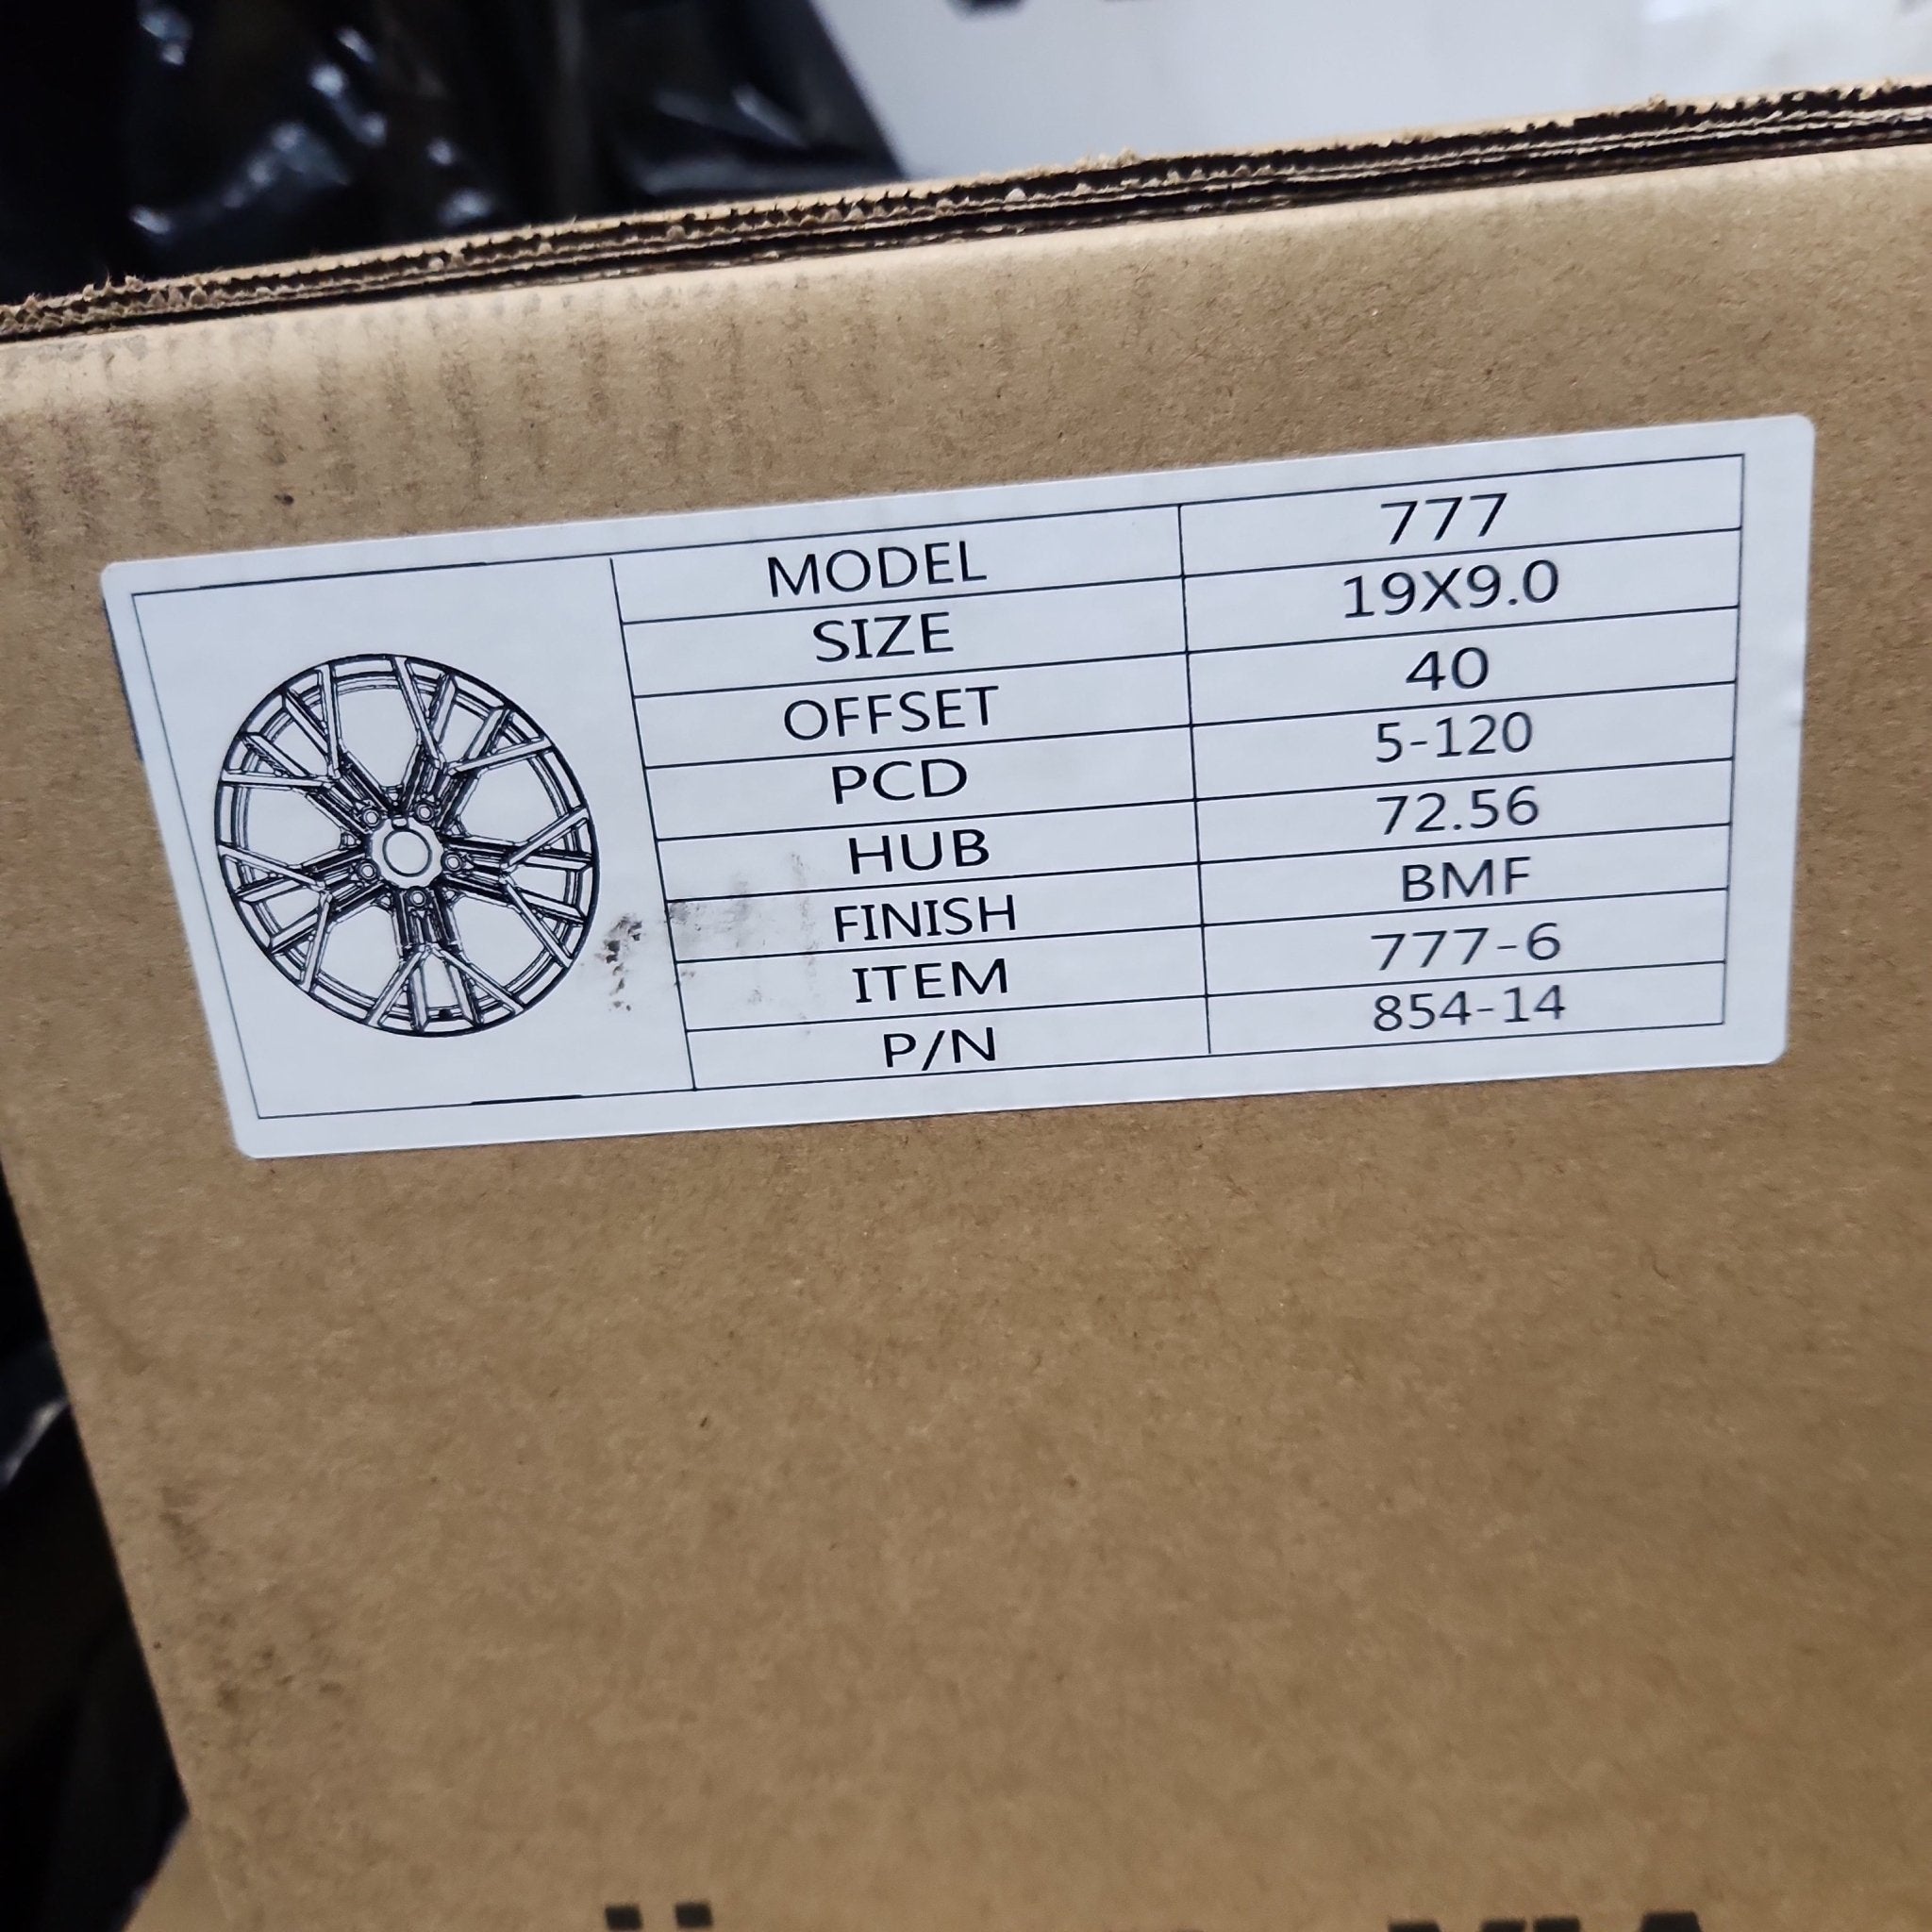 MODEL 777
SIZE 19X9.0
OFFSET 40
PCD 5-120
HUB 72.56
FINISH BMF
ITEM 777-6
P/N 854-14